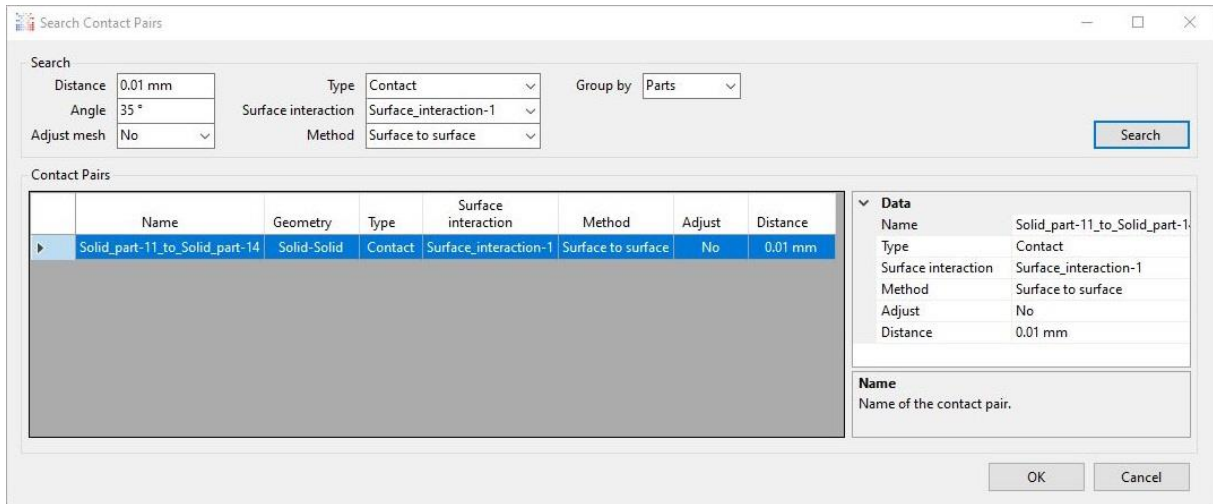 Search Contact Pairs
Search
Distance 0.01 mm Type Contact Group by Parts
Angle 35 ° Surface interaction Surface_interaction-1
Adjust mesh No Method Surface to surface Search
Contact Pairs
Name Geometry Type Surface interaction Method Adjust Distance
Solid_part-11_to_Solid_part-14 Solid-Solid Contact Surface_interaction-1 Surface to surface No 0.01 mm
Data
Name Solid_part-11_to_Solid_part-1
Type Contact
Surface interaction Surface_interaction-1
Method Surface to surface
Adjust No
Distance 0.01 mm
Name
Name of the contact pair.
OK Cancel